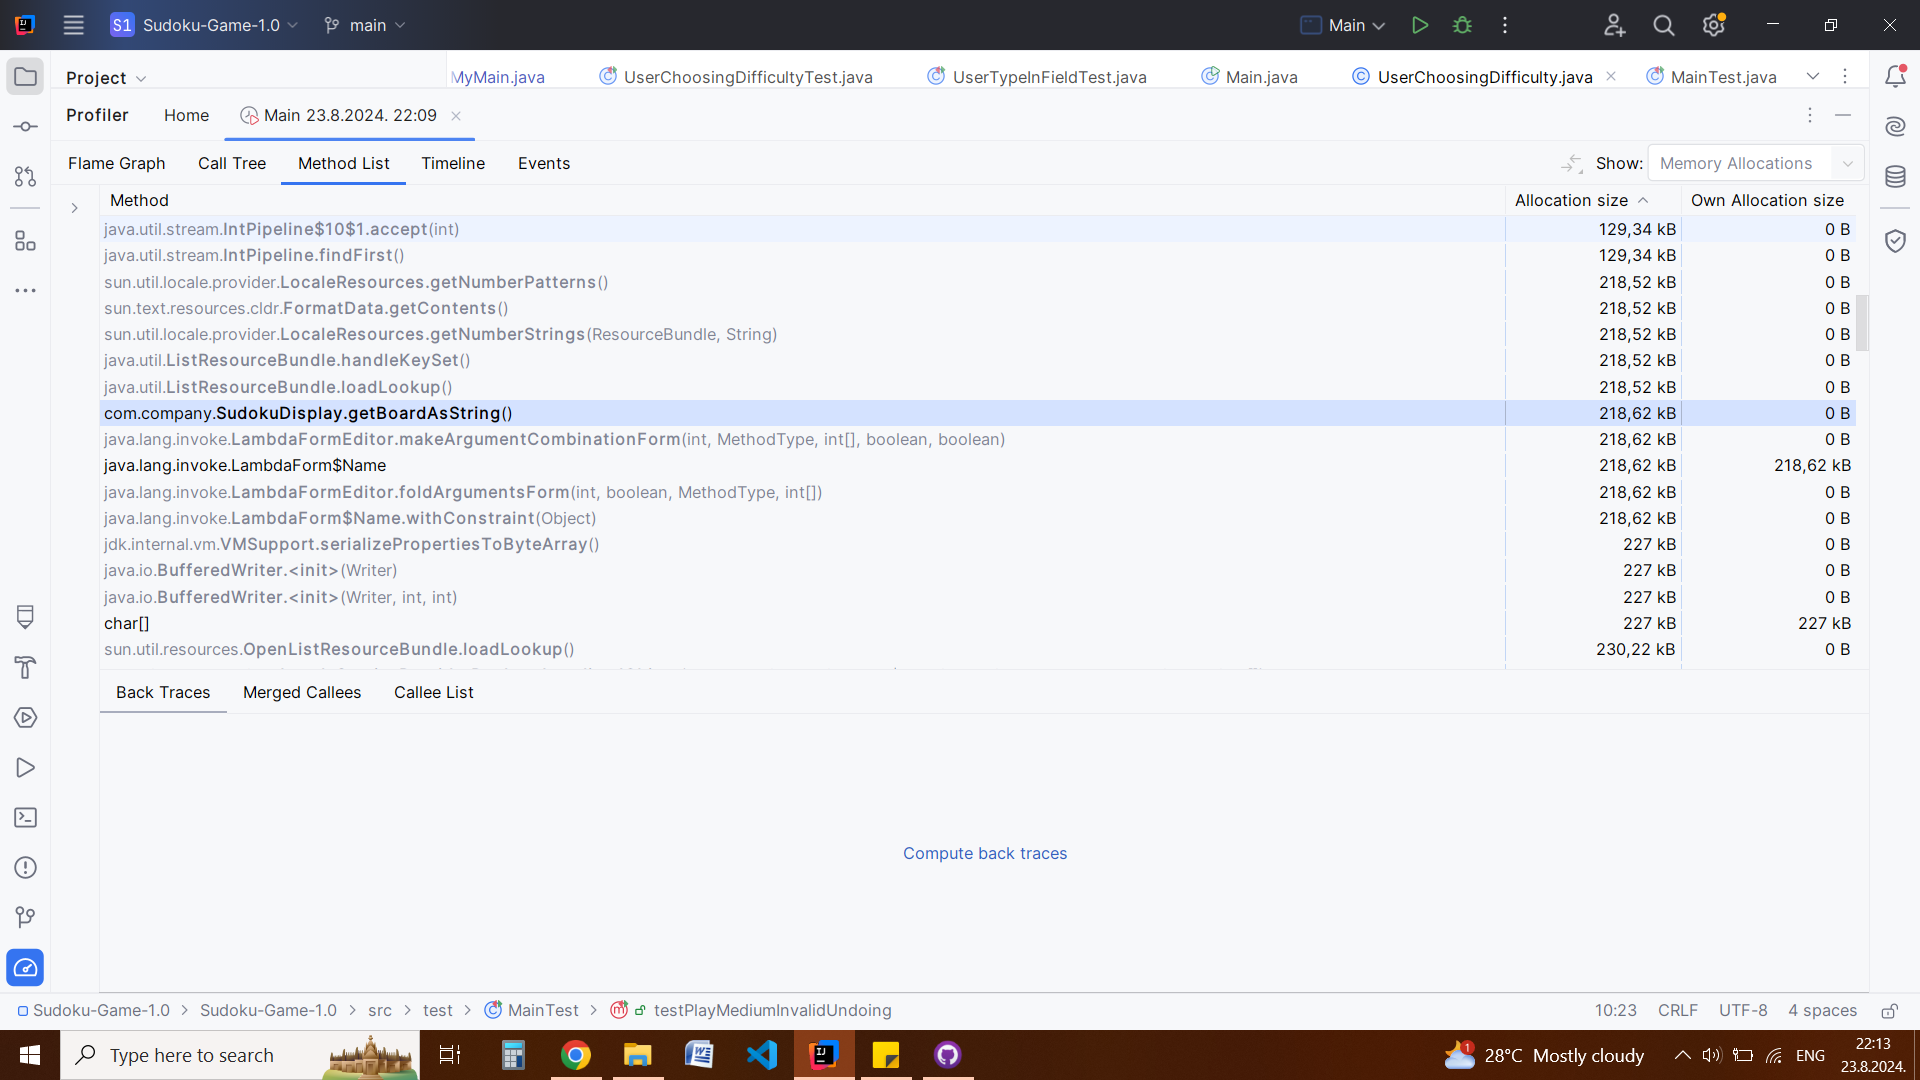 S1 Sudoku-Game-1.0 main Main
Project MyMain.java UserChoosingDifficultyTest.java UserTypeInFieldTest.java Main.java UserChoosingDifficulty.java MainTest.java
Profiler Home Main 23.8.2024. 22:09
Flame Graph Call Tree Method List Timeline Events Show: Memory Allocations
Method Allocation size Own Allocation size
java.util.stream.IntPipeline$10$1.accept(int) 129,34 kB 0 B
java.util.stream.IntPipeline.findFirst() 129,34 kB 0 B
sun.util.locale.provider.LocaleResources.getNumberPatterns() 218,52 kB 0 B
sun.text.resources.cldr.FormatData.getContents() 218,52 kB 0 B
sun.util.locale.provider.LocaleResources.getNumberStrings(ResourceBundle, String) 218,52 kB 0 B
java.util.ListResourceBundle.handleKeySet() 218,52 kB 0 B
java.util.ListResourceBundle.loadLookup() 218,52 kB 0 B
com.company.SudokuDisplay.getBoardAsString() 218,62 kB 0 B
java.lang.invoke.LambdaFormEditor.makeArgumentCombinationForm(int, MethodType, int[], boolean, boolean) 218,62 kB 0 B
java.lang.invoke.LambdaForm$Name 218,62 kB 218,62 kB
java.lang.invoke.LambdaFormEditor.foldArgumentsForm(int, boolean, MethodType, int[]) 218,62 kB 0 B
java.lang.invoke.LambdaForm$Name.withConstraint(Object) 218,62 kB 0 B
jdk.internal.vm.VMSupport.serializePropertiesToByteArray() 227 kB 0 B
java.io.BufferedWriter.<init>(Writer) 227 kB 0 B
java.io.BufferedWriter.<init>(Writer, int, int) 227 kB 0 B
char[] 227 kB 227 kB
sun.util.resources.OpenListResourceBundle.loadLookup() 230,22 kB 0 B
Back Traces Merged Callees Callee List
Compute back traces
Sudoku-Game-1.0 Sudoku-Game-1.0 src test MainTest testPlayMediumInvalidUndoing 10:23 CRLF UTF-8 4 spaces
Type here to search 1 28°C Mostly cloudy ENG 22:13
23.8.2024.